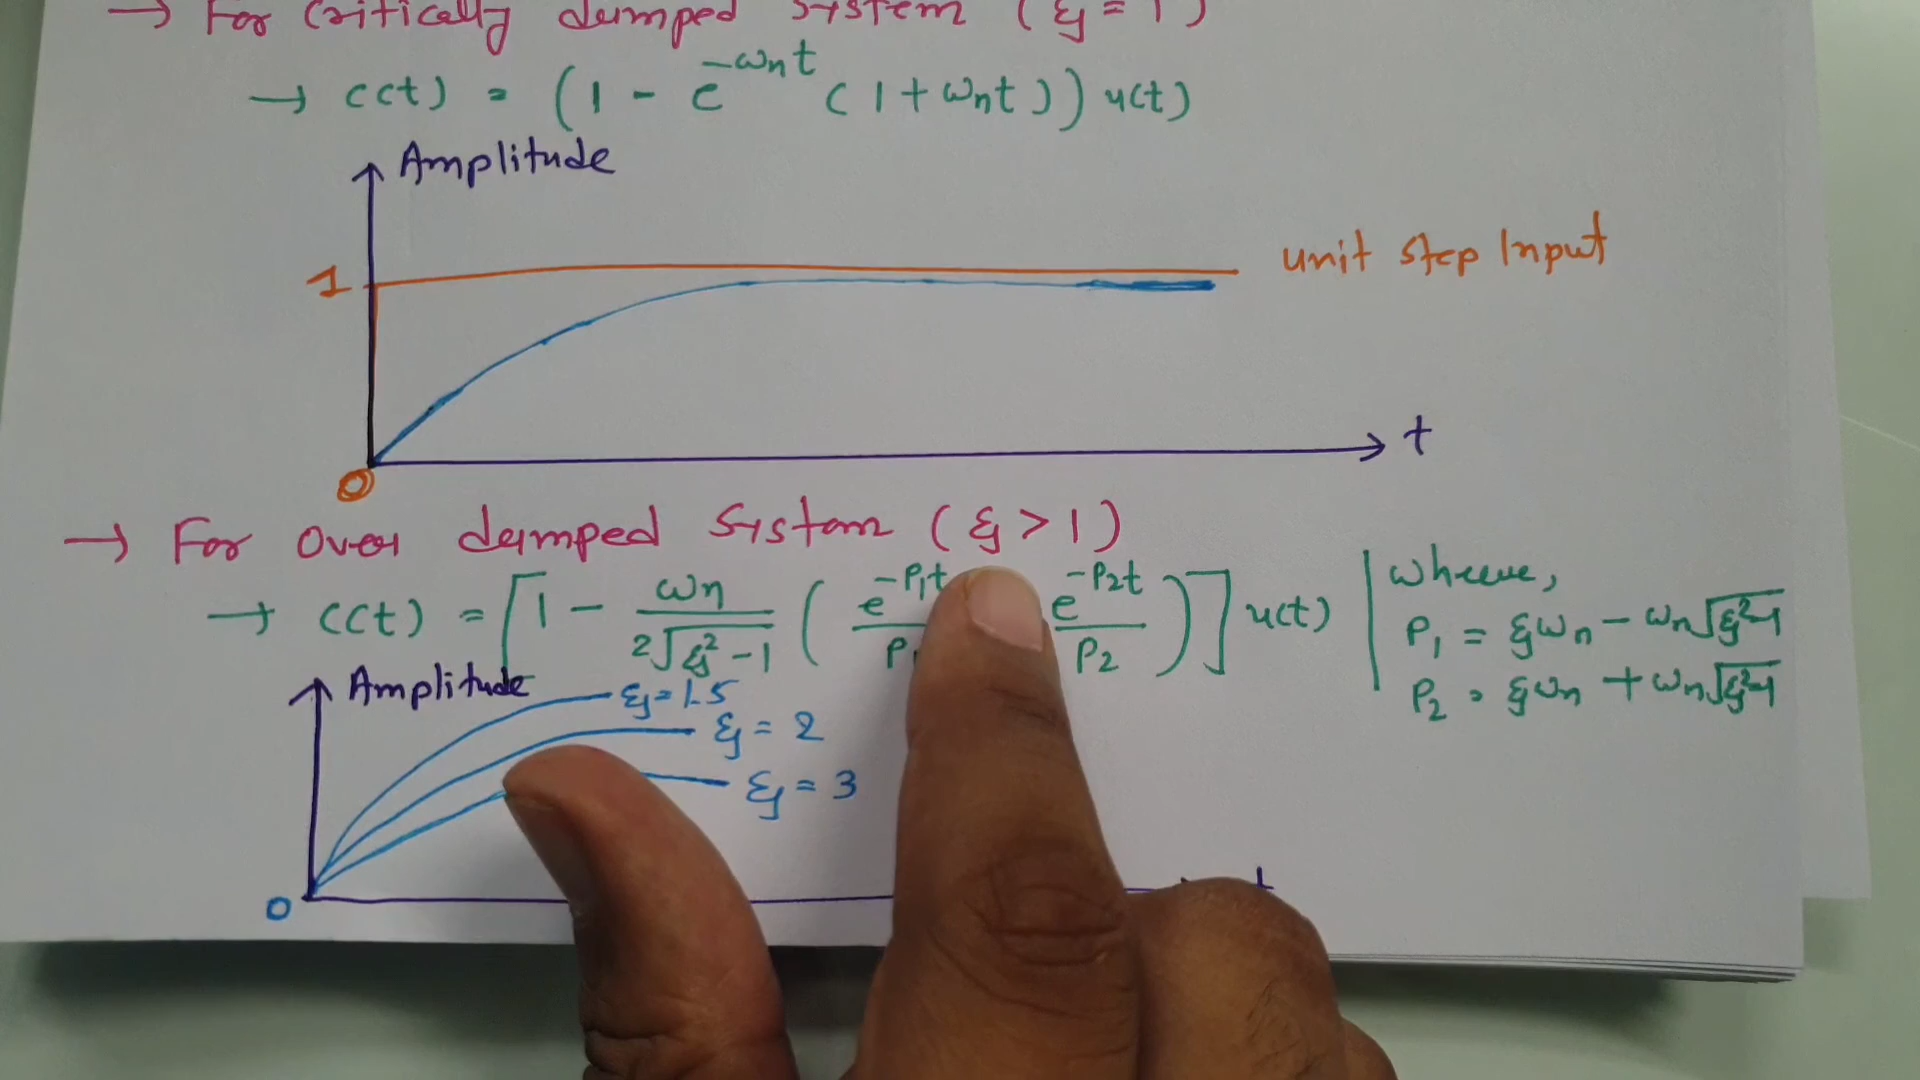 → For Critically damped System (ξ = 1)
→ c(t) = (1 - e^-ωnt (1 + ωnt)) u(t)
Amplitude
1
unit step Input
t
0
→ For Over damped System (ξ > 1)
→ c(t) = [1 - ωn / 2√ξ²-1 (e^-P1t / P1 e^-P2t / P2)] u(t)
where,
P1 = ξωn - ωn√ξ²-1
P2 = ξωn + ωn√ξ²-1
Amplitude
ξ = 1.5
ξ = 2
ξ = 3
0